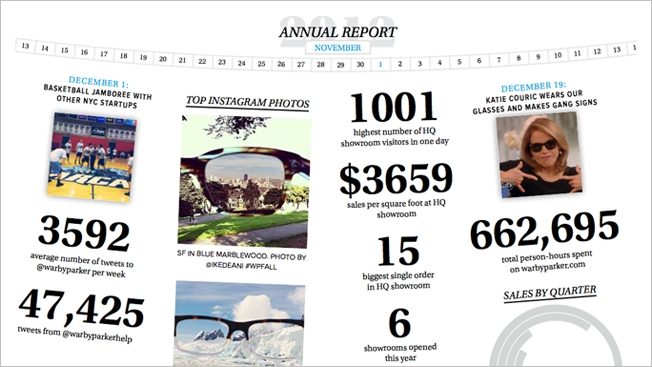 2012
ANNUAL REPORT
NOVEMBER
13 14 15 16 17 18 19 20 21 22 23 24 25 26 27 28 29 30 1 2 3 4 5 6 7 8 9 10 11 12 13
DECEMBER 1:
BASKETBALL JAMBOREE WITH
OTHER NYC STARTUPS
3592
average number of tweets to
@warbyparker per week
47,425
tweets from @warbyparkerhelp
TOP INSTAGRAM PHOTOS
SF IN BLUE MARBLEWOOD. PHOTO BY
@IKEDEANI #WPFALL
1001
highest number of HQ
showroom visitors in one day
$3659
sales per square foot at HQ
showroom
15
biggest single order
in HQ showroom
6
showrooms opened
this year
DECEMBER 19:
KATIE COURIC WEARS OUR
GLASSES AND MAKES GANG SIGNS
662,695
total person-hours spent
on warbyparker.com
SALES BY QUARTER